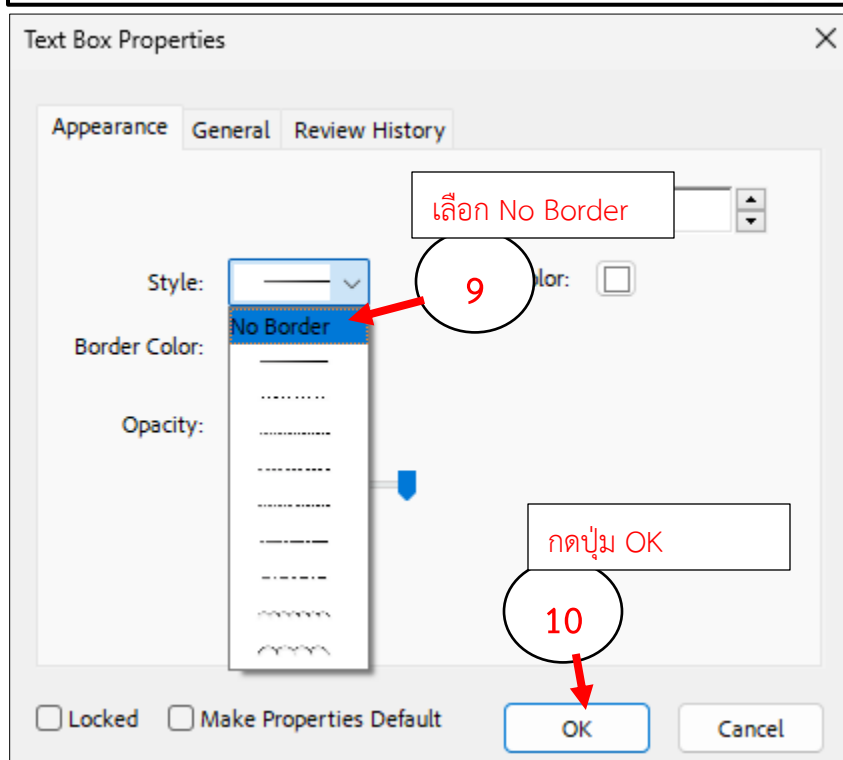 Text Box Properties
Appearance General Review History
เลือก No Border
Style:
9
No Border
Border Color:
Opacity:
กดปุ่ม OK
10
Locked Make Properties Default OK Cancel